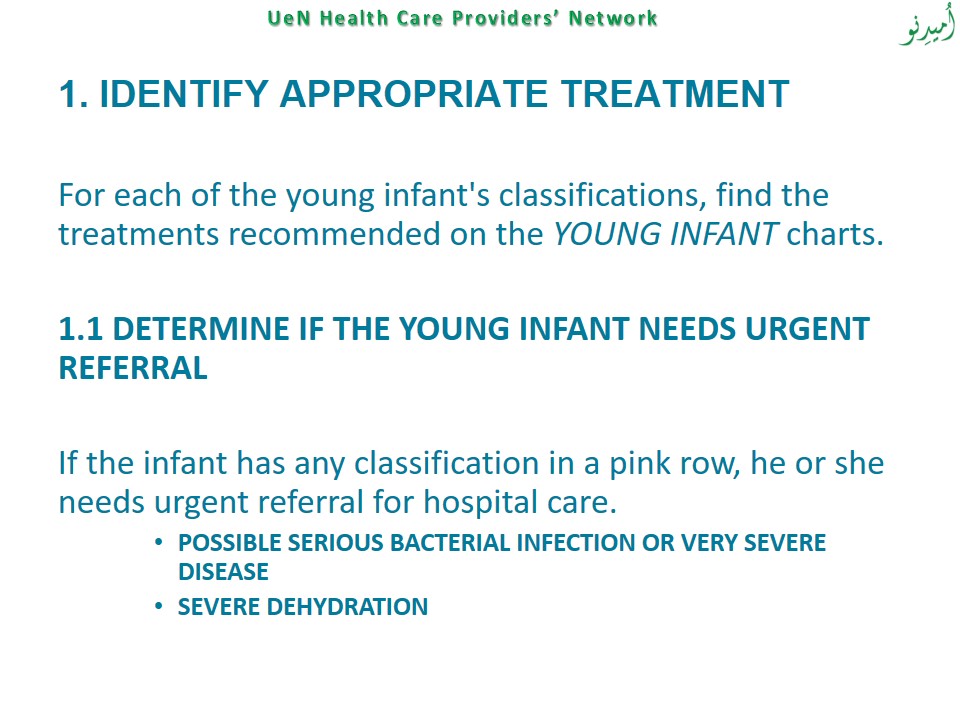 UeN Health Care Providers’ Network
اُمیدِنو
1. IDENTIFY APPROPRIATE TREATMENT
For each of the young infant's classifications, find the
treatments recommended on the YOUNG INFANT charts.
1.1 DETERMINE IF THE YOUNG INFANT NEEDS URGENT
REFERRAL
If the infant has any classification in a pink row, he or she
needs urgent referral for hospital care.
• POSSIBLE SERIOUS BACTERIAL INFECTION OR VERY SEVERE
DISEASE
• SEVERE DEHYDRATION